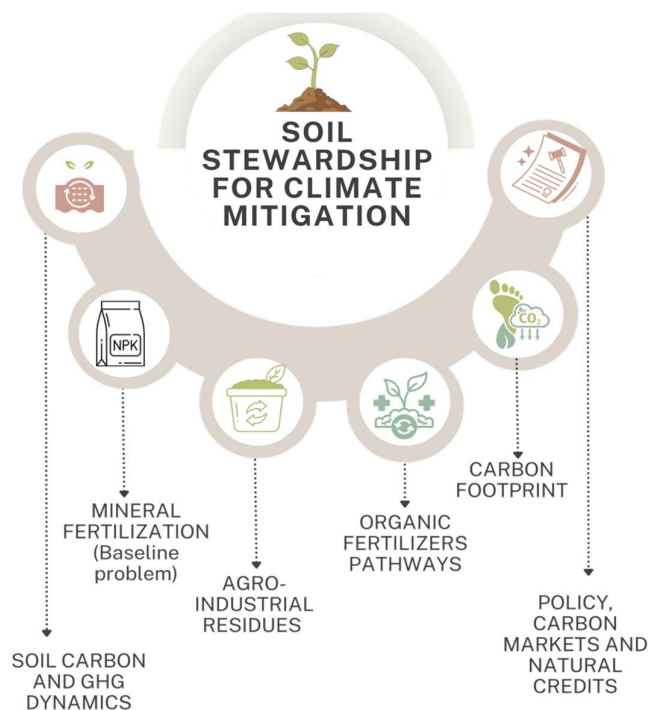 SOIL
STEWARDSHIP
FOR CLIMATE
MITIGATION
NPK
CO₂
CARBON
FOOTPRINT
MINERAL
FERTILIZATION
(Baseline
problem)
ORGANIC
FERTILIZERS
PATHWAYS
AGRO-
INDUSTRIAL
RESIDUES
POLICY,
CARBON
MARKETS AND
NATURAL
CREDITS
SOIL CARBON
AND GHG
DYNAMICS